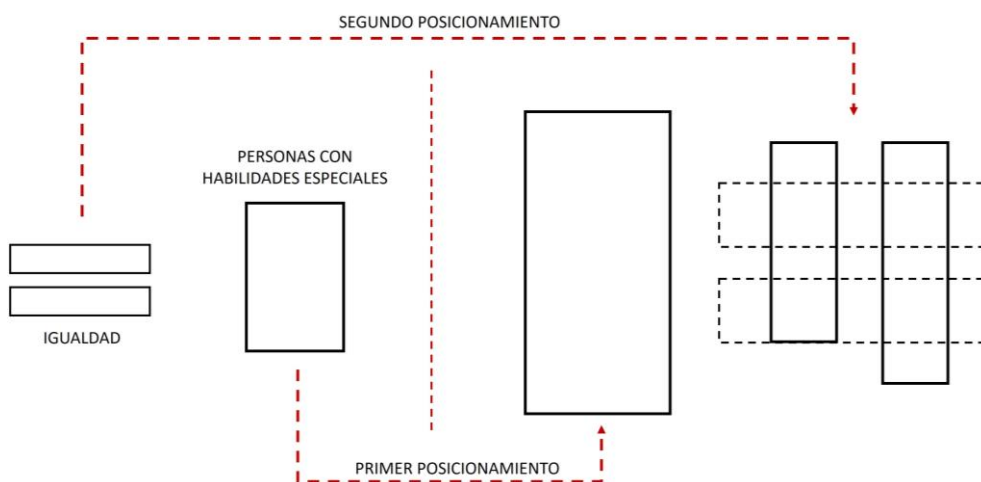 SEGUNDO POSICIONAMIENTO
PERSONAS CON
HABILIDADES ESPECIALES
IGUALDAD
PRIMER POSICIONAMIENTO